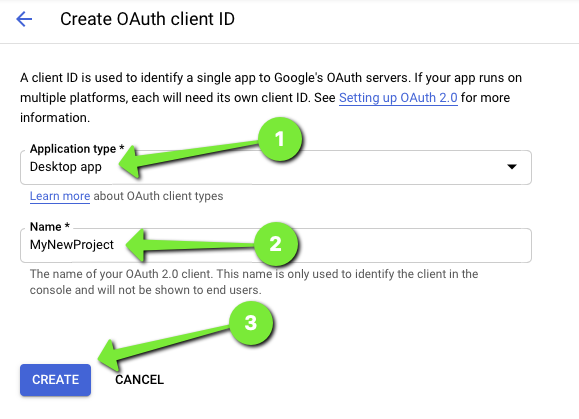 Create OAuth client ID
A client ID is used to identify a single app to Google's OAuth servers. If your app runs on
multiple platforms, each will need its own client ID. See Setting up OAuth 2.0 for more
information.
1
Application type *
Desktop app
Learn more about OAuth client types
Name *
MyNewProject
2
The name of your OAuth 2.0 client. This name is only used to identify the client in the
console and will not be shown to end users.
3
CREATE CANCEL